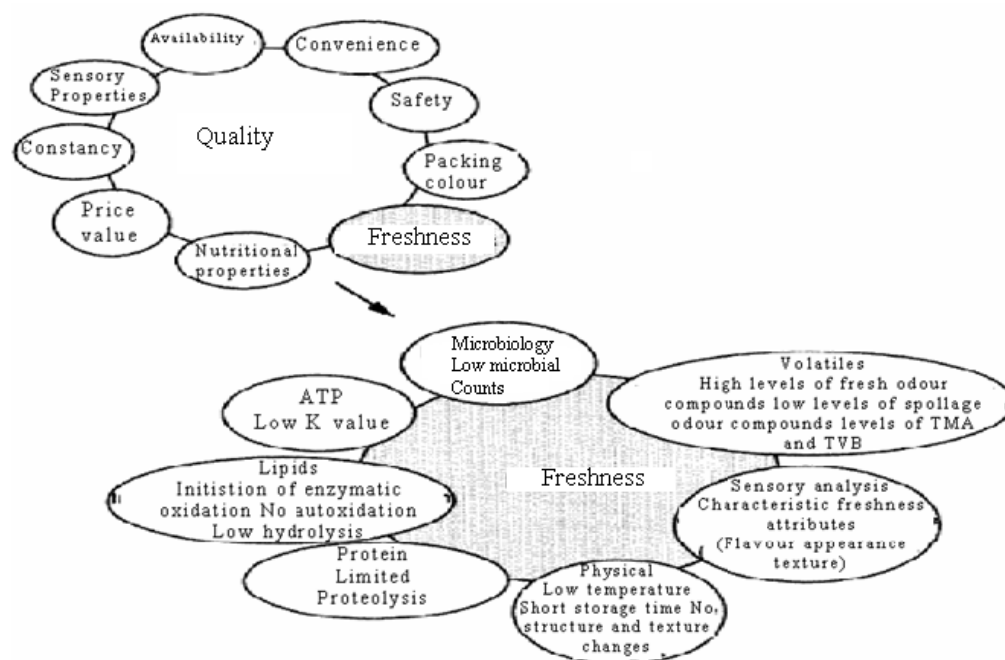 Availability
Convenience
Sensory
Properties
Safety
Quality
Constancy
Packing
colour
Price
value
Freshness
Nutritional
properties
Microbiology
Low microbial
Counts
Volatiles
High levels of fresh odour
compounds low levels of spollage
odour compounds levels of TMA
and TVB
ATP
Low K value
Lipids
Initistion of enzymatic
oxidation No autoxidation
Low hydrolysis
Freshness
Sensory analysis
Characteristic freshness
attributes
(Flavour appearance
texture)
Protein
Limited
Proteolysis
Physical
Low temperature
Short storage time No,
structure and texture
changes